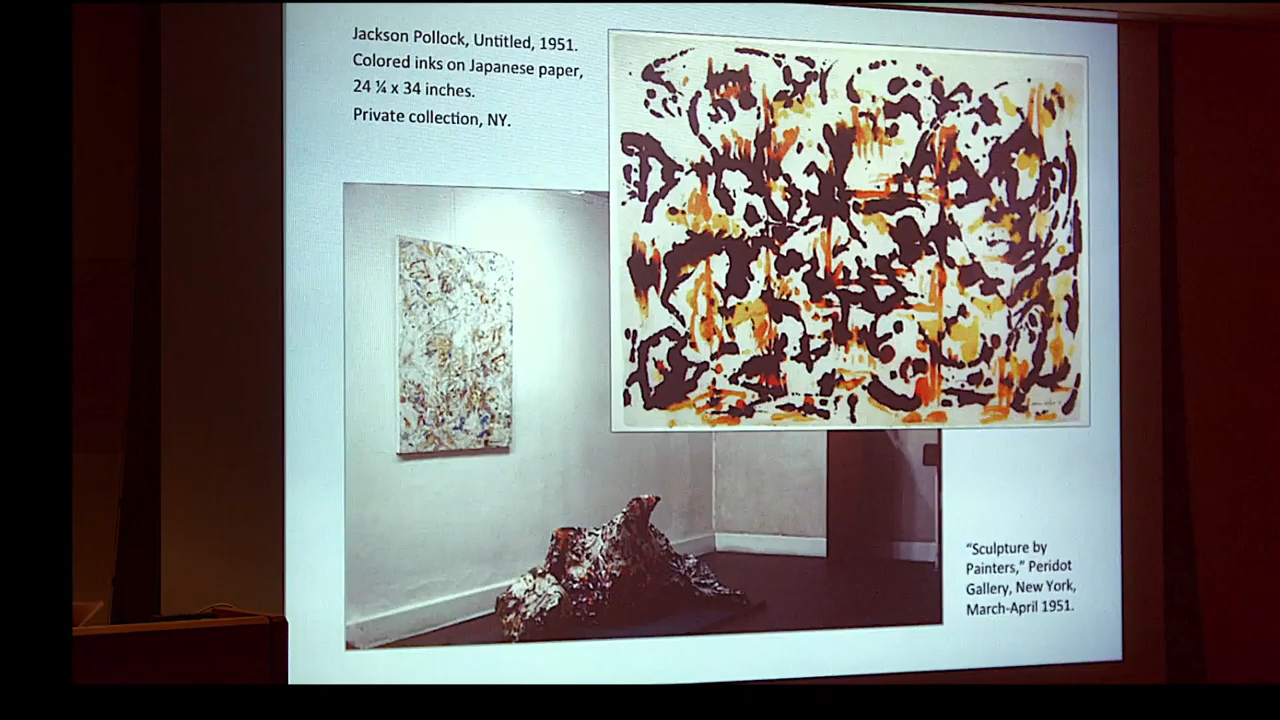 Jackson Pollock, Untitled, 1951.
Colored inks on Japanese paper,
24 ¼ x 34 inches.
Private collection, NY.
“Sculpture by
Painters,” Peridot
Gallery, New York,
March-April 1951.